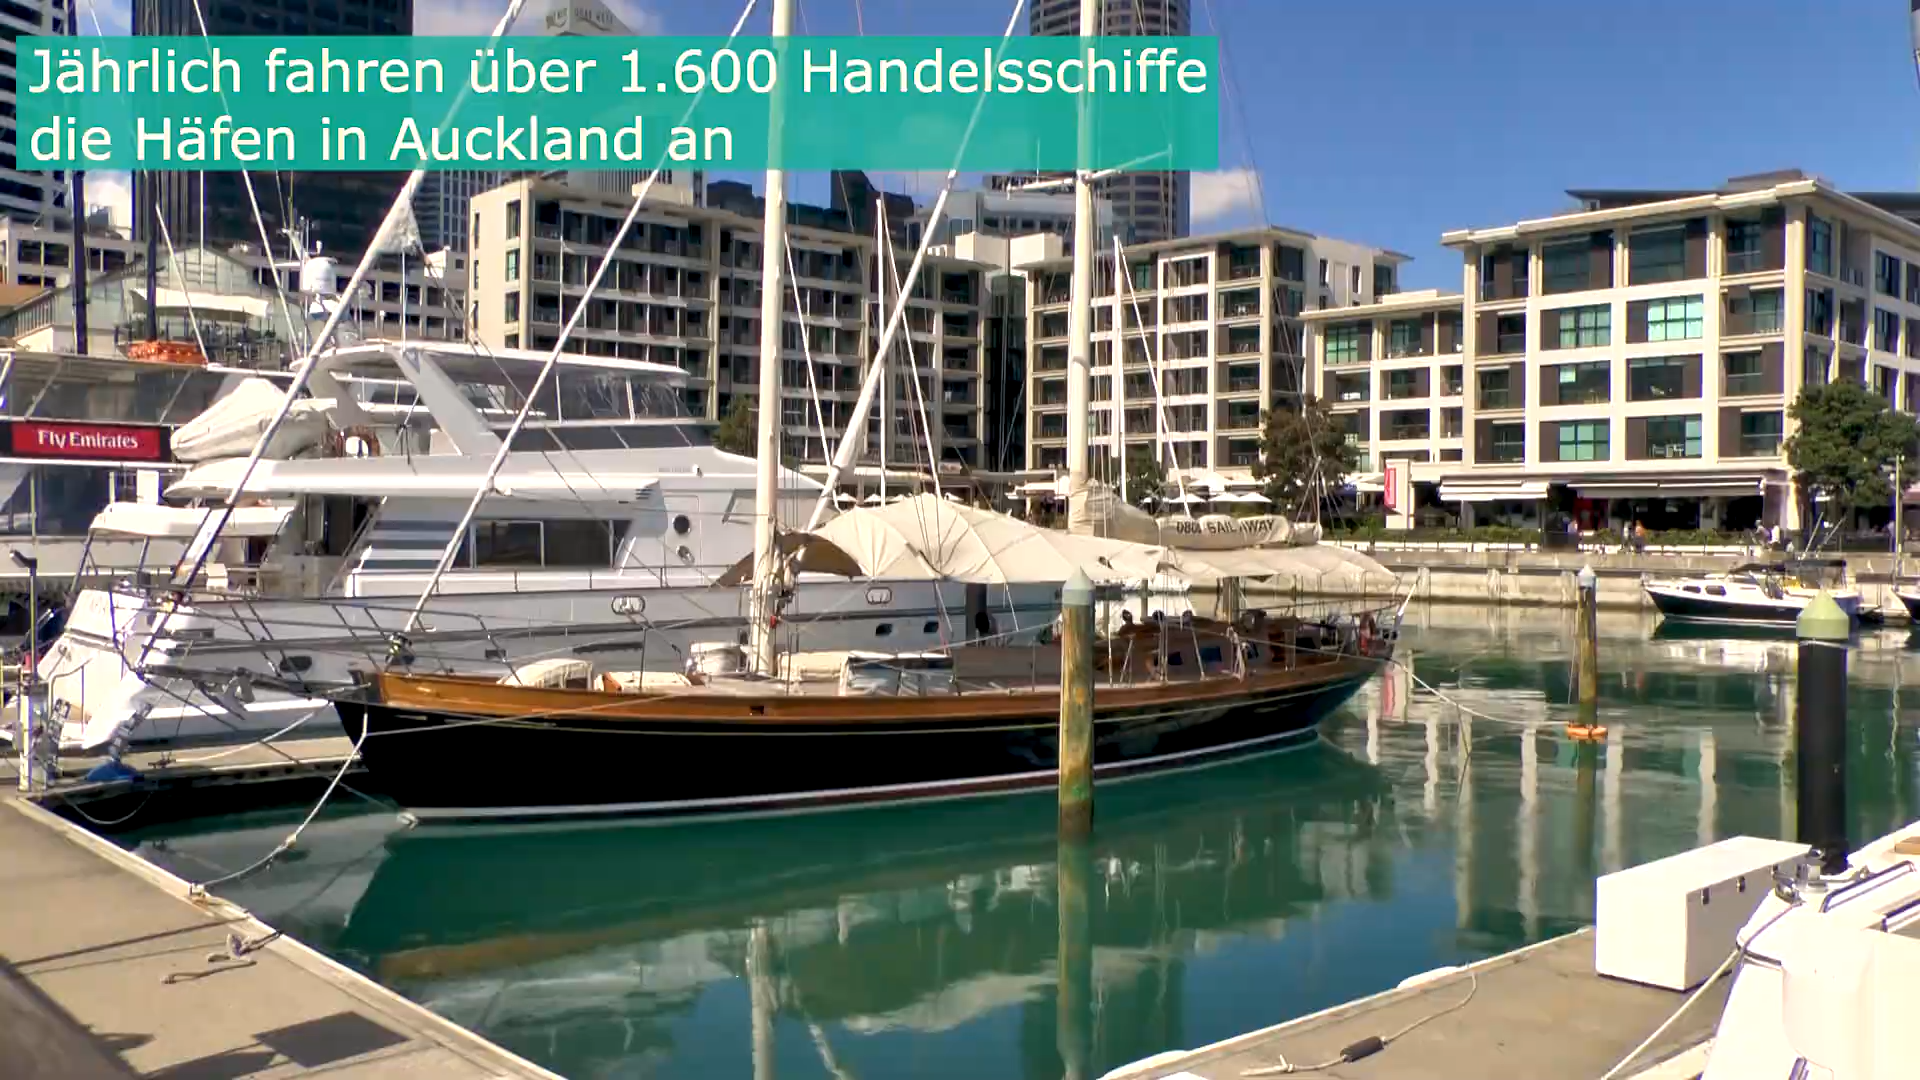 Jährlich fahren über 1.600 Handelsschiffe
die Häfen in Auckland an
Fly Emirates
0800 SAIL AWAY